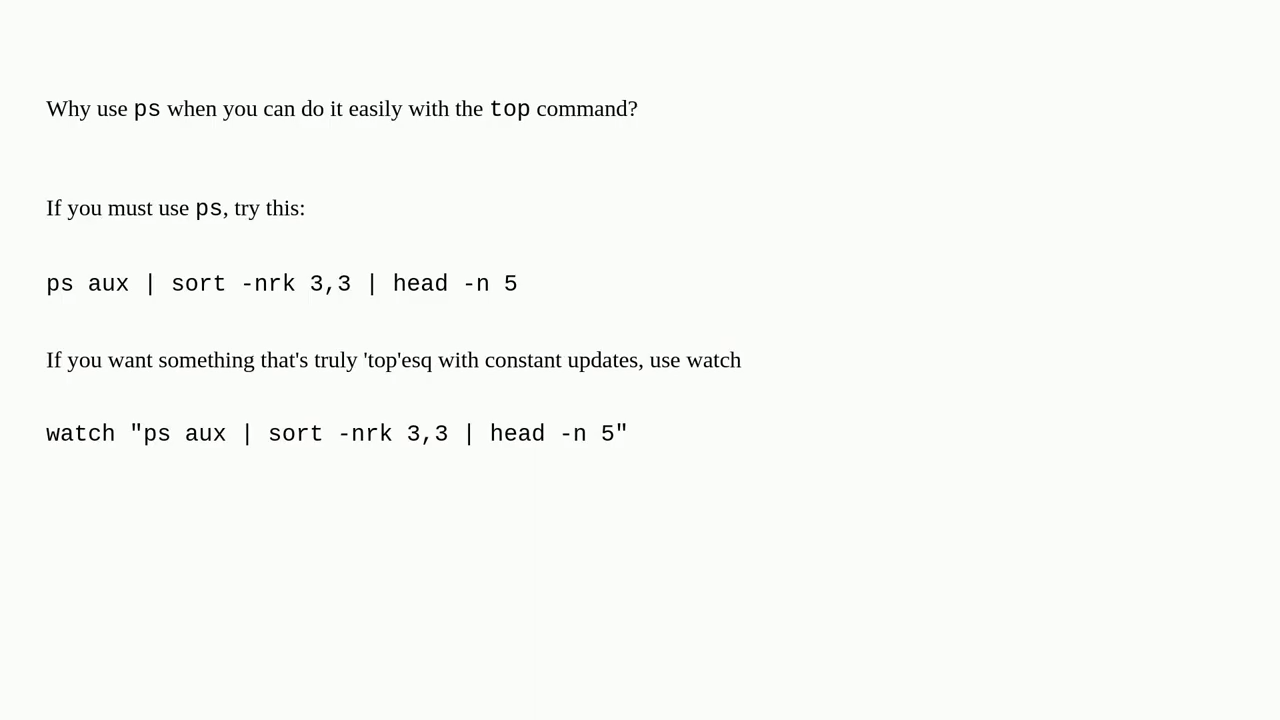 Why use ps when you can do it easily with the top command?
If you must use ps, try this:
ps aux | sort -nrk 3,3 | head -n 5
If you want something that's truly 'top'esq with constant updates, use watch
watch "ps aux | sort -nrk 3,3 | head -n 5"